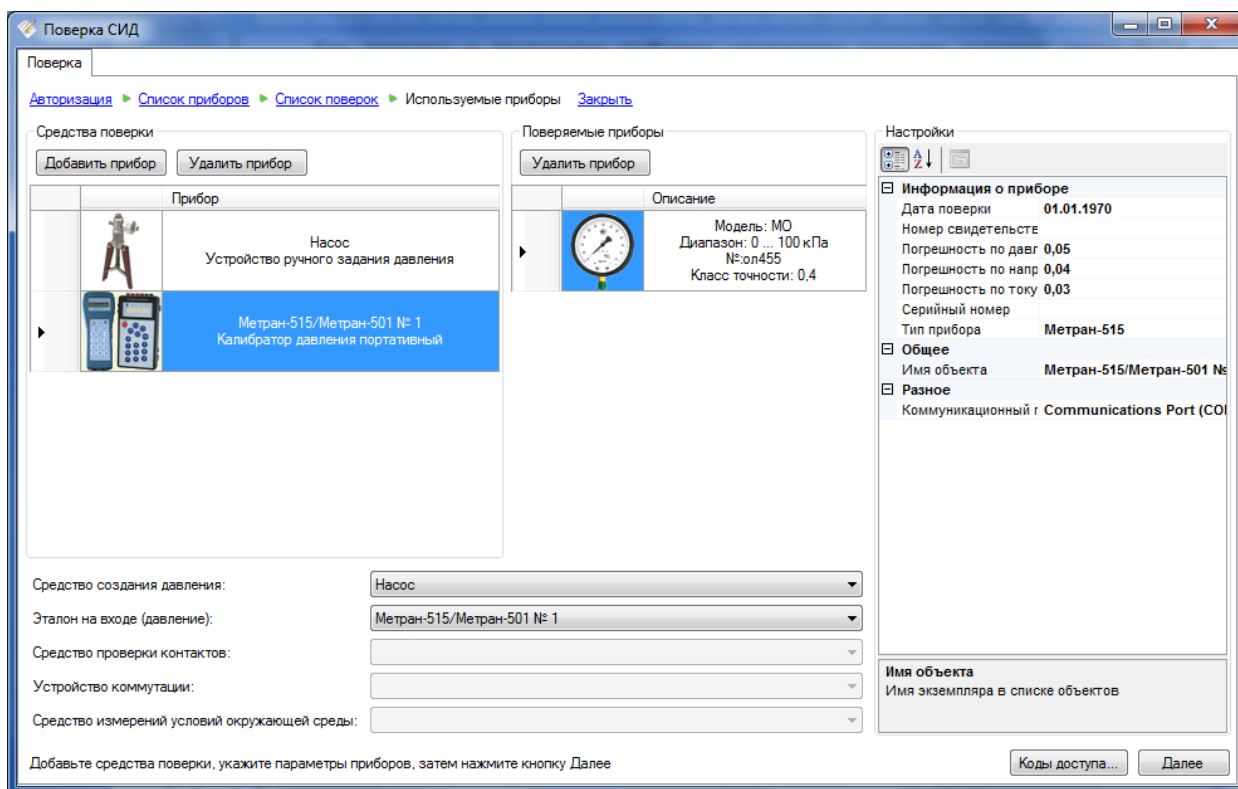 Поверка СИД
Поверка
Авторизация Список приборов Список поверок Используемые приборы Закрыть
Средства поверки
Добавить прибор Удалить прибор
Прибор
Насос
Устройство ручного задания давления
Метран-515/Метран-501 № 1
Калибратор давления портативный
Поверяемые приборы
Удалить прибор
Описание
Модель: МО
Диапазон: 0 ... 100 кПа
№:ол455
Класс точности: 0,4
Настройки
Информация о приборе
Дата поверки 01.01.1970
Номер свидетельстве
Погрешность по давг 0,05
Погрешность по напр 0,04
Погрешность по току 0,03
Серийный номер
Тип прибора Метран-515
Общее
Имя объекта Метран-515/Метран-501 №
Разное
Коммуникационный г Communications Port (COI
Имя объекта
Имя экземпляра в списке объектов
Средство создания давления: Насос
Эталон на входе (давление): Метран-515/Метран-501 № 1
Средство проверки контактов:
Устройство коммутации:
Средство измерений условий окружающей среды:
Добавьте средства поверки, укажите параметры приборов, затем нажмите кнопку Далее
Коды доступа... Далее